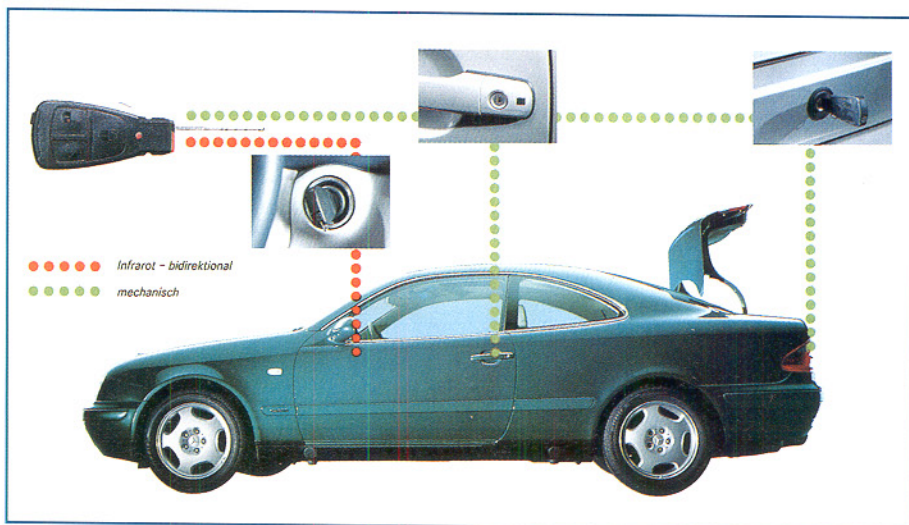 Infrarot – bidirektional
mechanisch